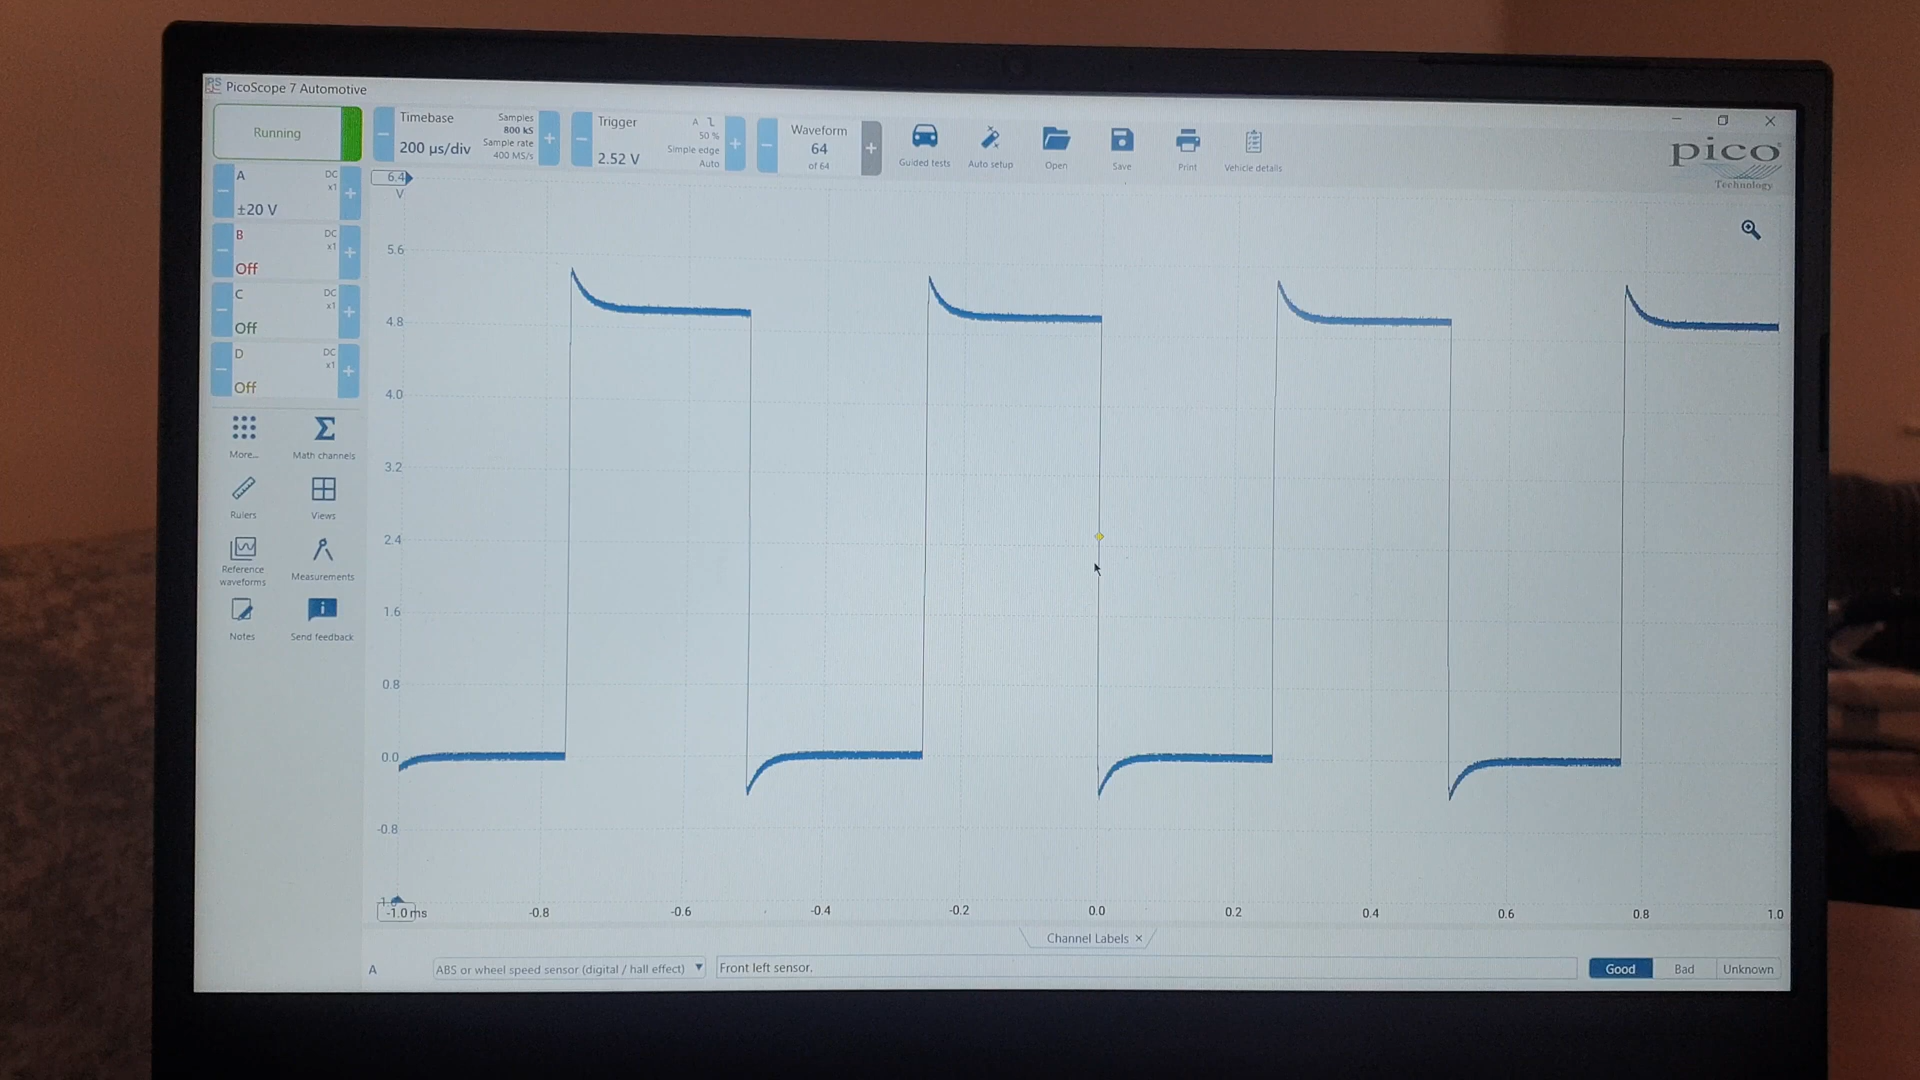 PicoScope 7 Automotive
Running
Timebase
200 µs/div
Samples
800 kS
Sample rate
400 MS/s
Trigger
2.52 V
A
50 %
Simple edge
Auto
Waveform
64
of 64
Guided tests
Auto setup
Open
Save
Print
Vehicle details
pico
Technology
A
DC
x1
±20 V
B
DC
x1
Off
C
DC
x1
Off
D
DC
x1
Off
More...
Math channels
Rulers
Views
Reference
waveforms
Measurements
Notes
Send feedback
6.4
V
5.6
4.8
4.0
3.2
2.4
1.6
0.8
0.0
-0.8
-1.0 ms
-0.8
-0.6
-0.4
-0.2
0.0
0.2
0.4
0.6
0.8
1.0
Channel Labels ×
A
ABS or wheel speed sensor (digital / hall effect)
Front left sensor.
Good
Bad
Unknown